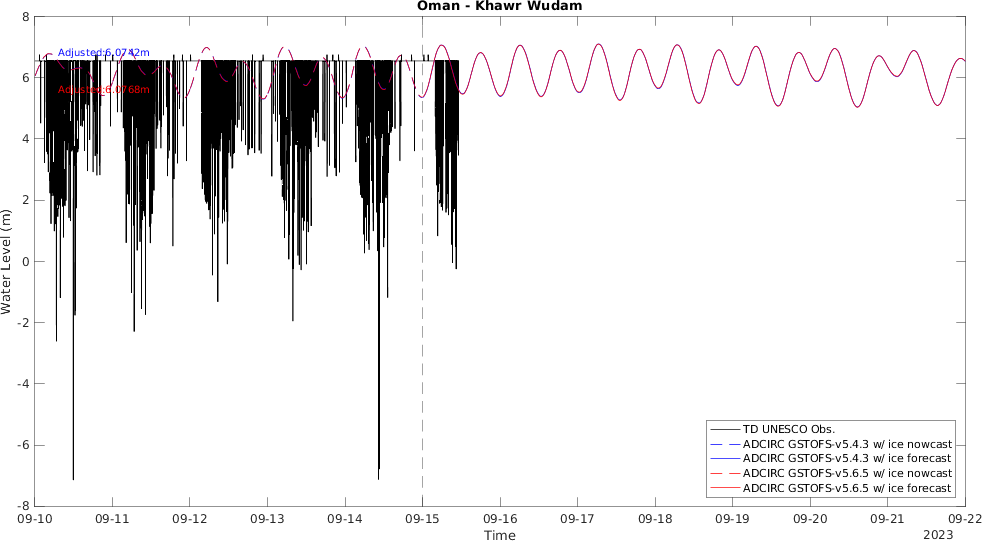 Oman - Khawr Wudam
8
6
4
2
0
-2
-4
-6
-8
Water Level (m)
Adjusted:6.0742m
Adjusted:6.0768m
TD UNESCO Obs.
ADCIRC GSTOFS-v5.4.3 w/ ice nowcast
ADCIRC GSTOFS-v5.4.3 w/ ice forecast
ADCIRC GSTOFS-v5.6.5 w/ ice nowcast
ADCIRC GSTOFS-v5.6.5 w/ ice forecast
09-10 09-11 09-12 09-13 09-14 09-15 09-16 09-17 09-18 09-19 09-20 09-21 09-22
Time
2023